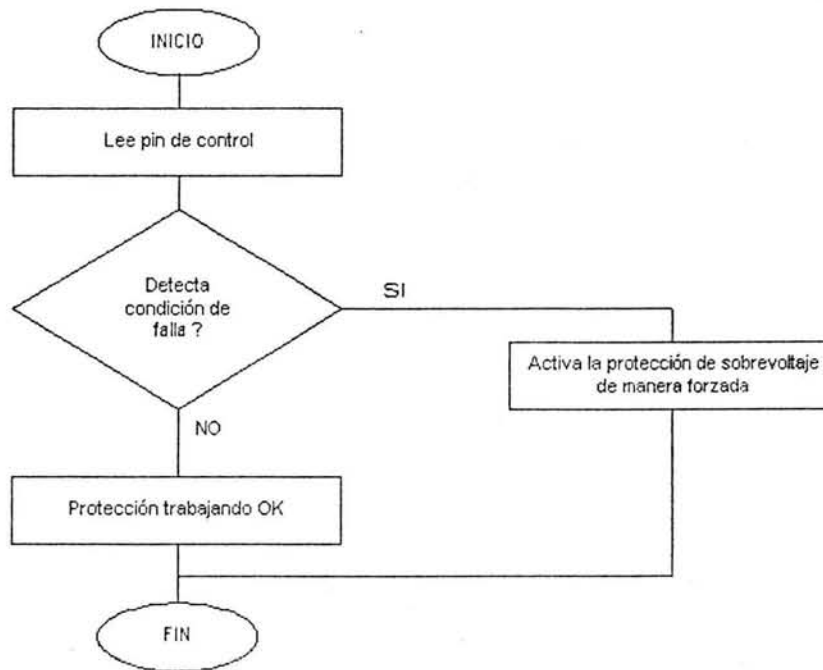 INICIO
Lee pin de control
Detecta
condición de
falla ?
SI
Activa la protección de sobrevoltaje
de manera forzada
NO
Protección trabajando OK
FIN